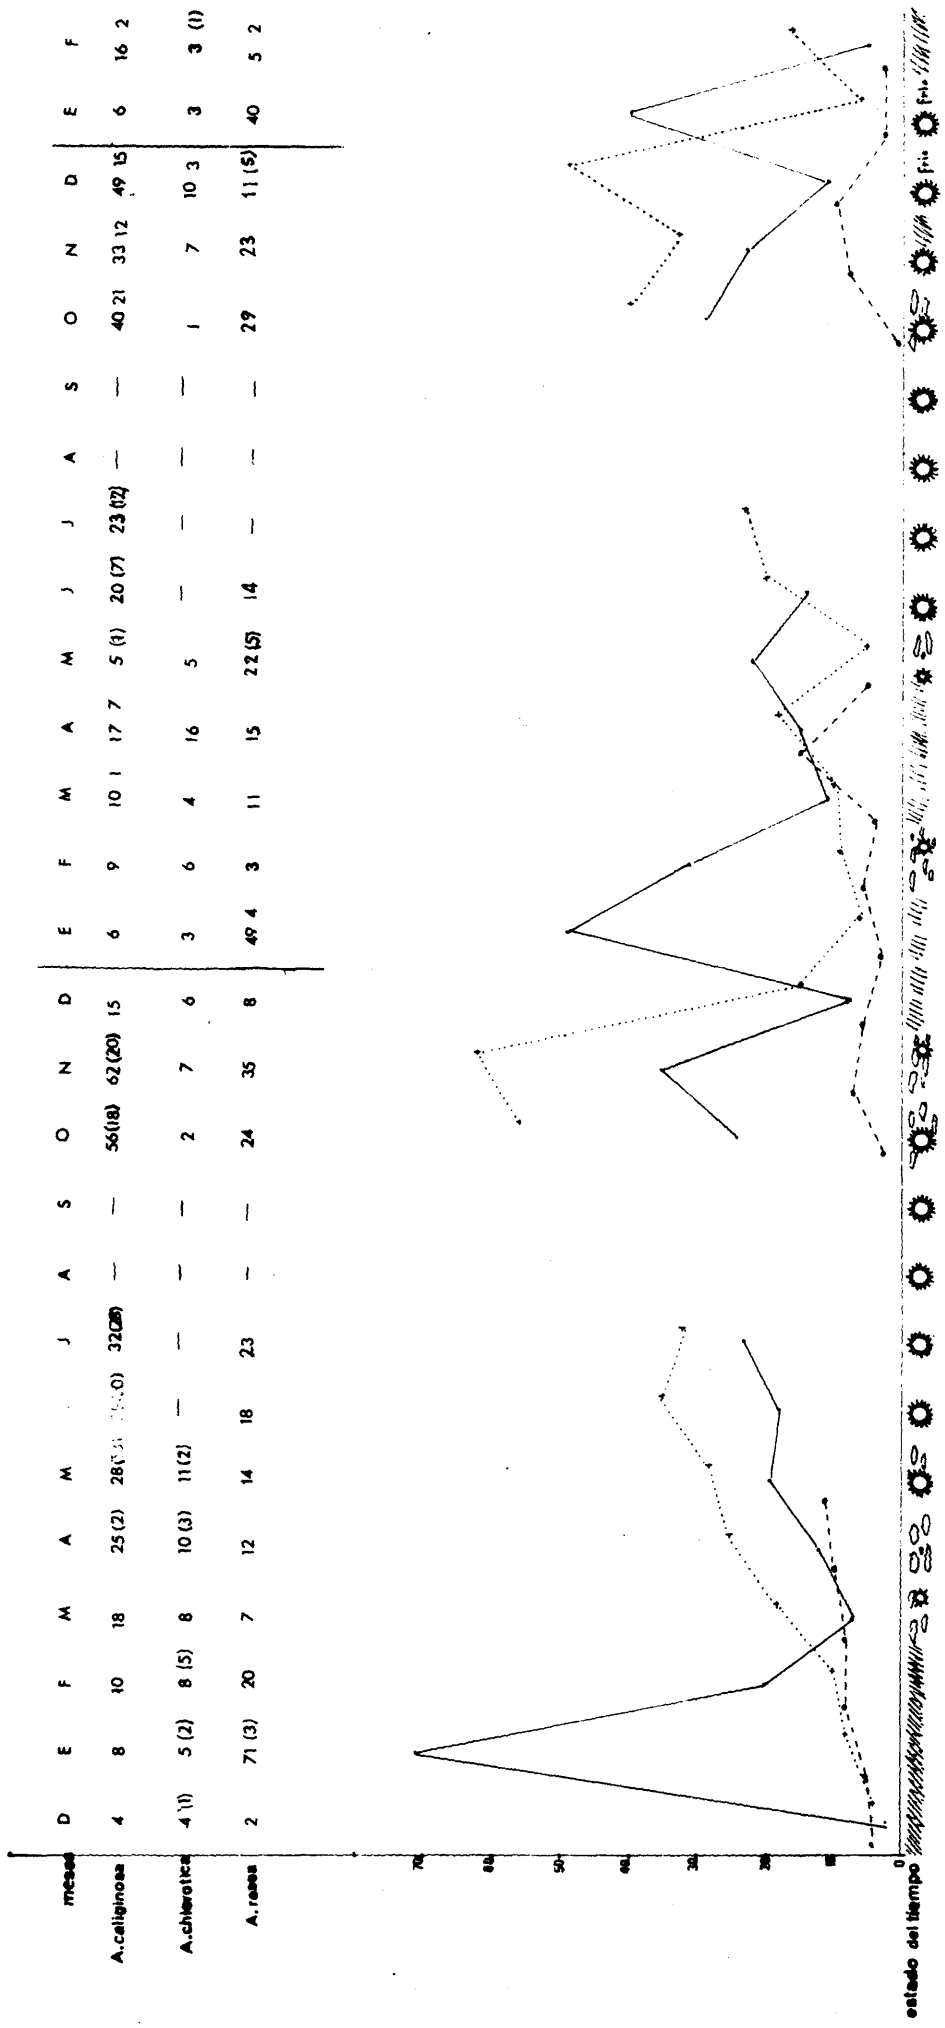 meses D E F M A M J A S O N D E F M A M J J A S O N D E F
A.caliginosa 4 8 10 18 25(2) 32(28) — — 56(18) 62(20) 15 6 9 10 1 17 7 5 (1) 20(7) 23(12) — — 40 21 33 12 49 15 6 16 2
A.chlorotica 4 (1) 5 (2) 8 (5) 8 10 (3) 11 (2) — — — — 2 7 6 3 6 4 16 5 — — — — 1 7 10 3 3 3 (1)
A. rosea 2 71 (3) 20 7 12 14 18 23 — — 24 35 8 49 4 3 11 15 22(5) 14 — — — 29 23 11(5) 40 5 2
70
60
50
40
30
20
10
0
estado del tiempo frio frio